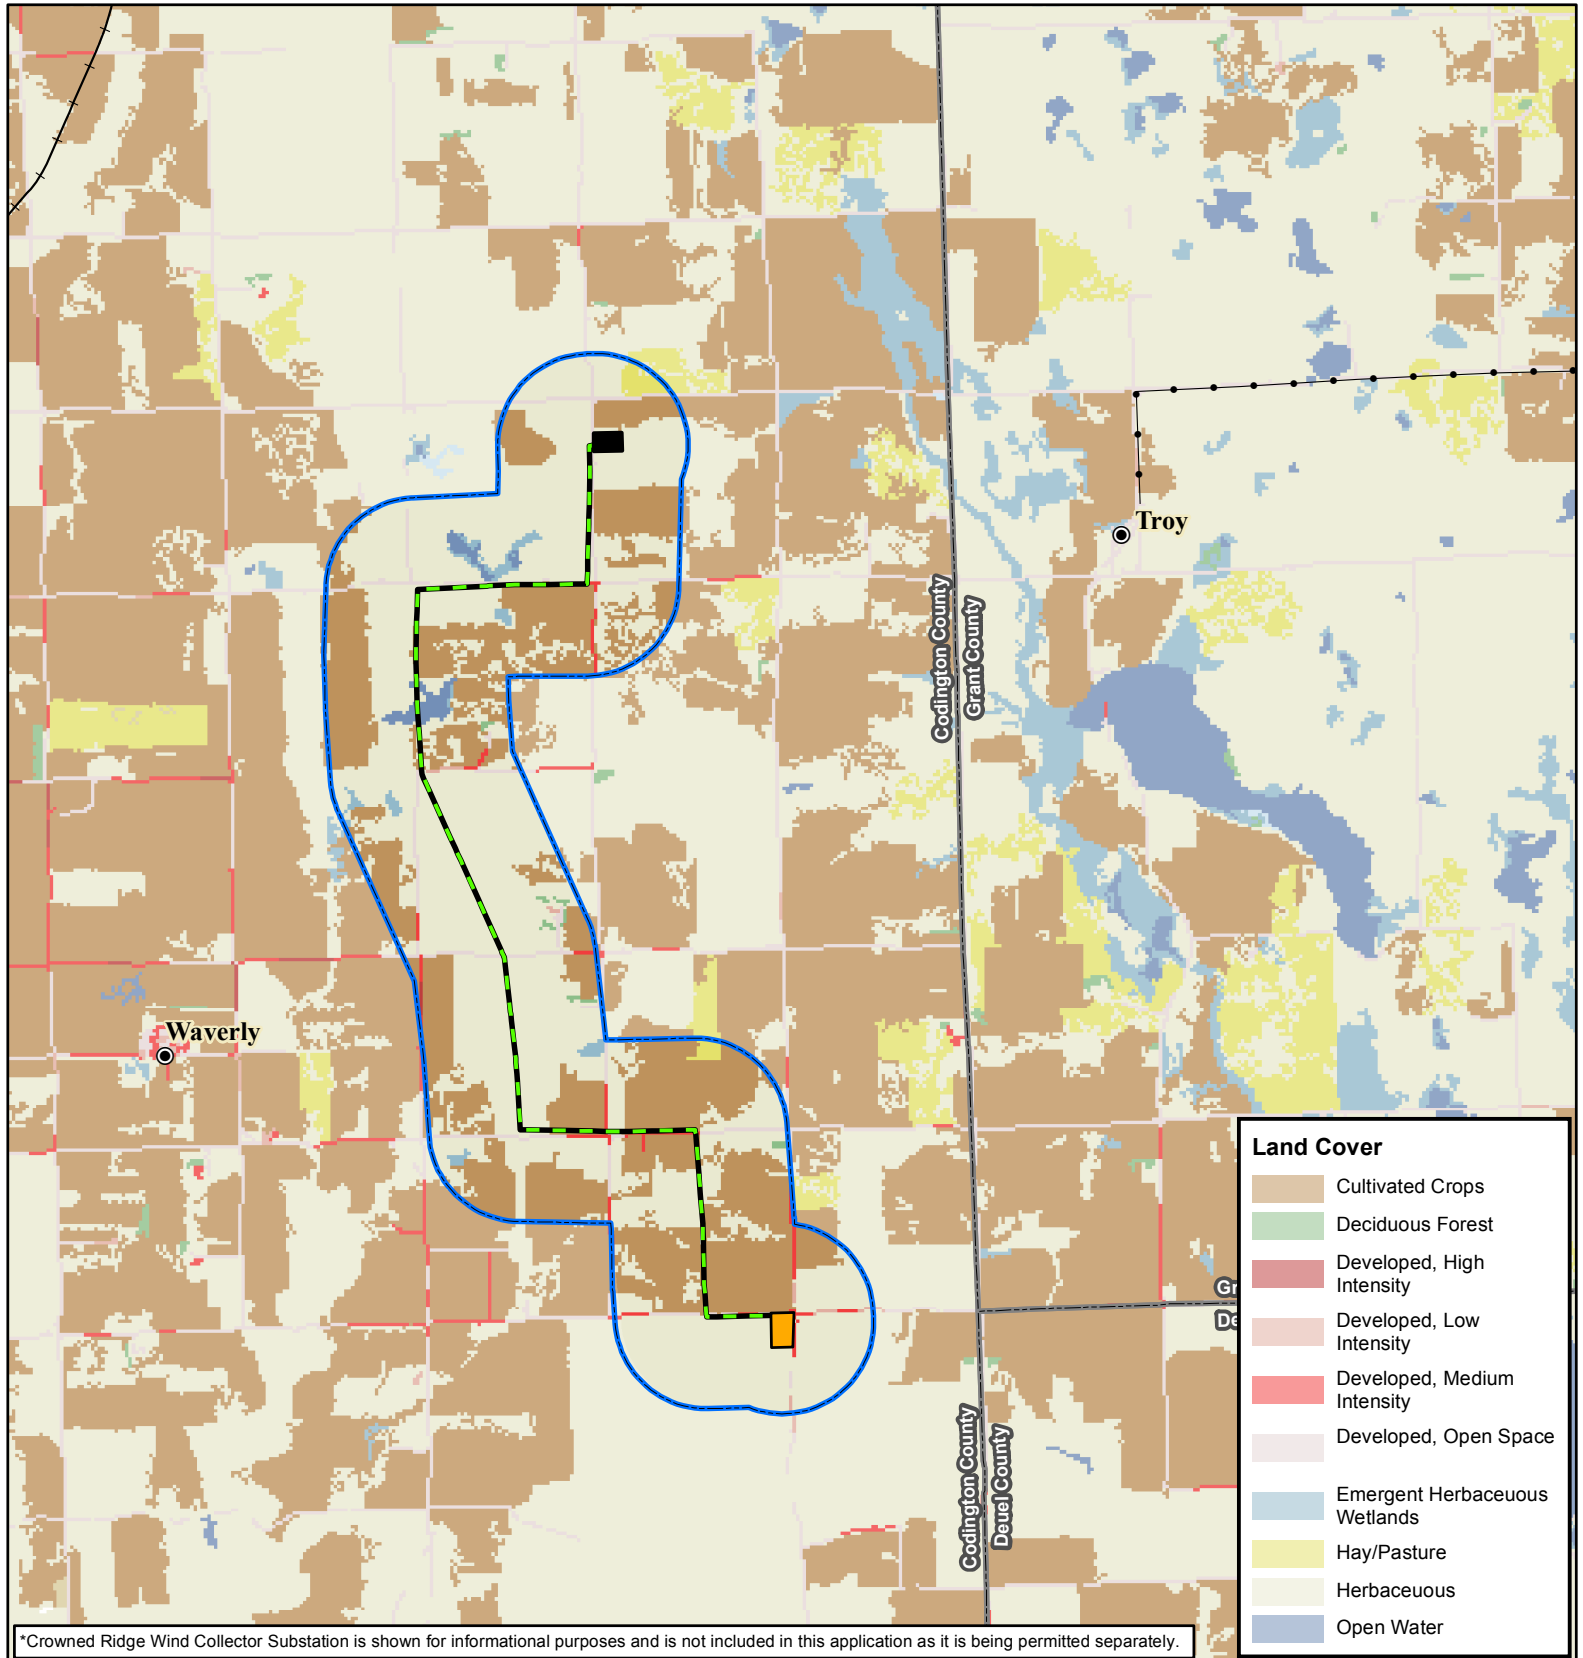 Troy
Codington County
Grant County
Waverly
Land Cover
Cultivated Crops
Deciduous Forest
Developed, High
Intensity
Developed, Low
Intensity
Developed, Medium
Intensity
Developed, Open Space
Emergent Herbaceuous
Wetlands
Hay/Pasture
Herbaceuous
Open Water
Gr
De
Codington County
Deuel County
*Crowned Ridge Wind Collector Substation is shown for informational purposes and is not included in this application as it is being permitted separately.